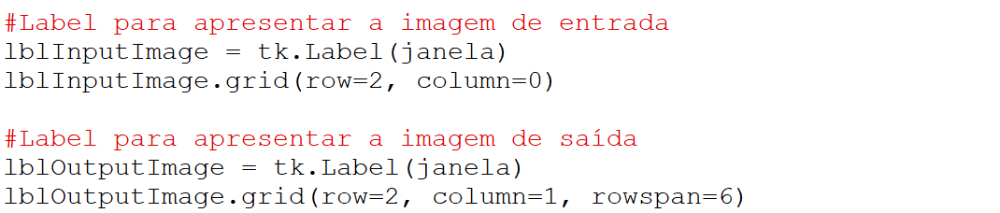 #Label para apresentar a imagem de entrada
lblInputImage = tk.Label(janela)
lblInputImage.grid(row=2, column=0)
#Label para apresentar a imagem de saída
lblOutputImage = tk.Label(janela)
lblOutputImage.grid(row=2, column=1, rowspan=6)